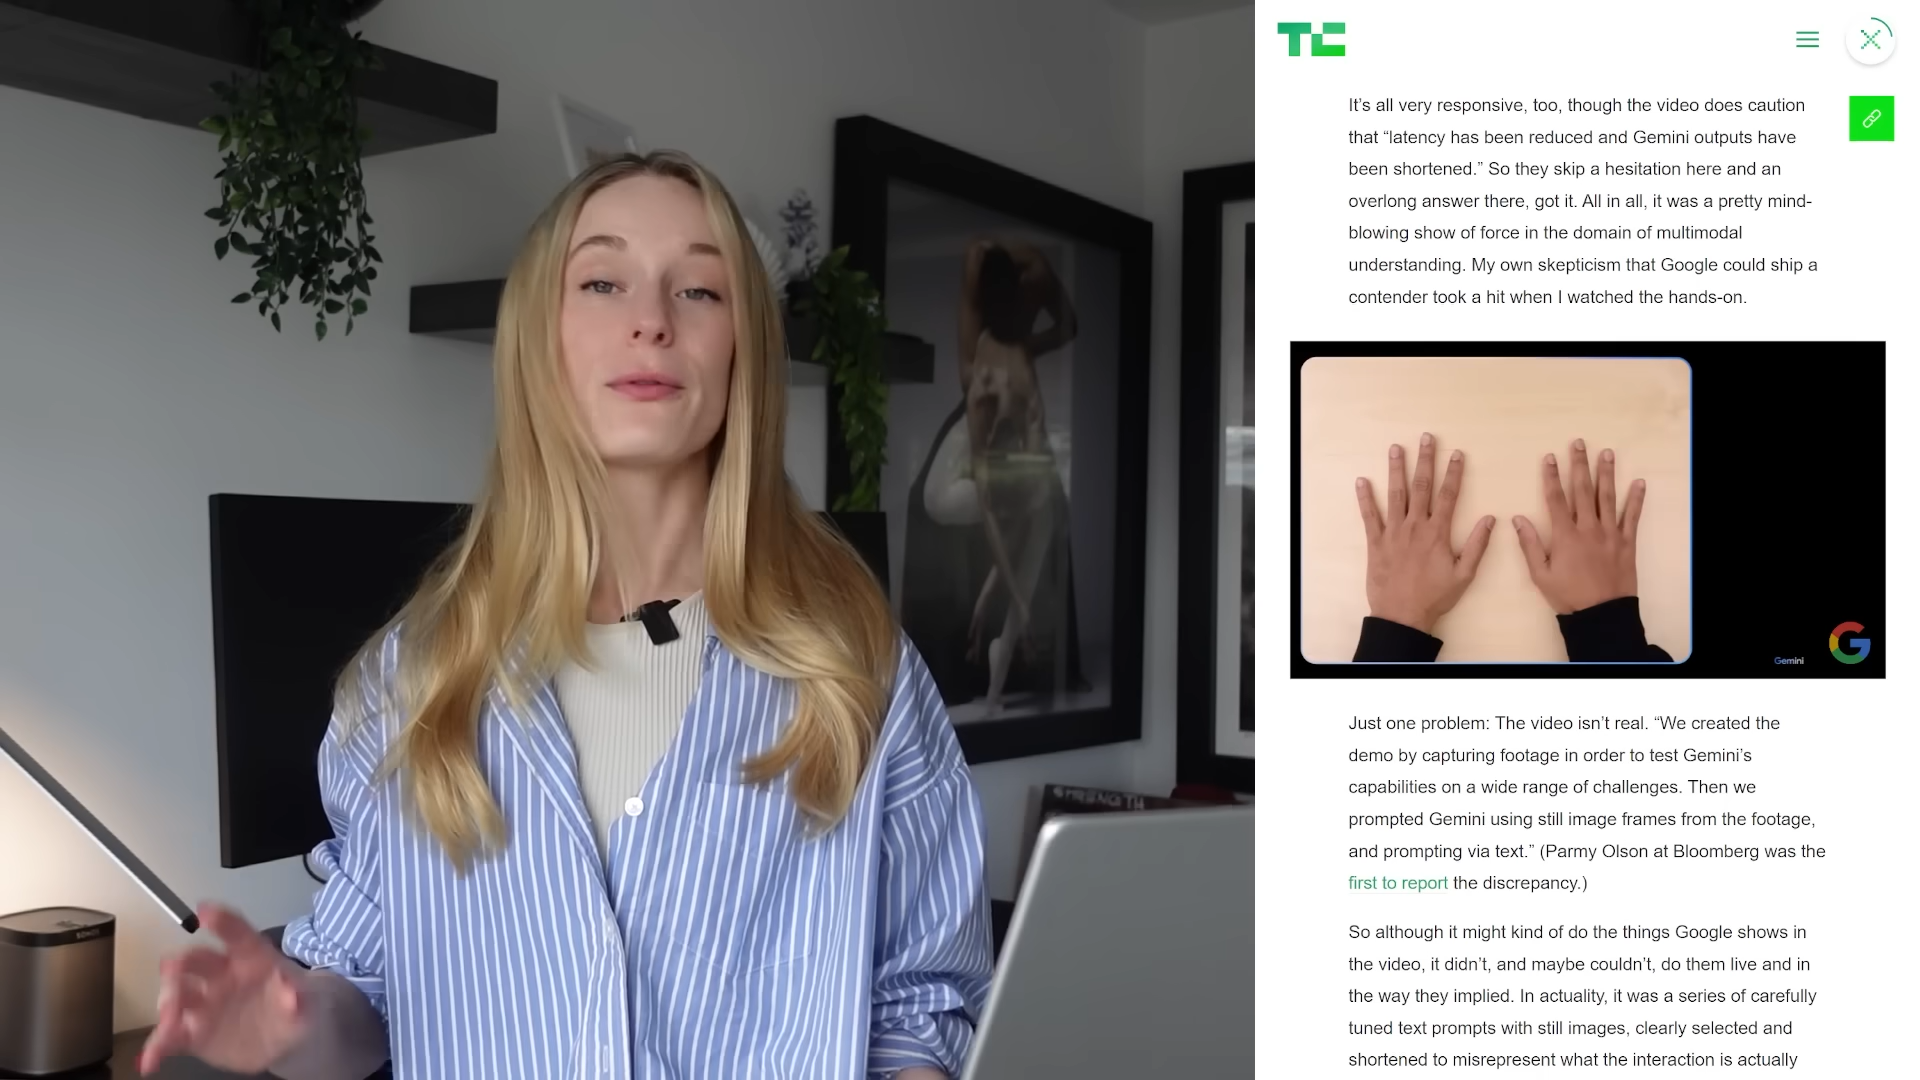 TC
It’s all very responsive, too, though the video does caution
that “latency has been reduced and Gemini outputs have
been shortened.” So they skip a hesitation here and an
overlong answer there, got it. All in all, it was a pretty mind-
blowing show of force in the domain of multimodal
understanding. My own skepticism that Google could ship a
contender took a hit when I watched the hands-on.
Gemini
G
Just one problem: The video isn’t real. “We created the
demo by capturing footage in order to test Gemini’s
capabilities on a wide range of challenges. Then we
prompted Gemini using still image frames from the footage,
and prompting via text.” (Parmy Olson at Bloomberg was the
first to report the discrepancy.)
So although it might kind of do the things Google shows in
the video, it didn’t, and maybe couldn’t, do them live and in
the way they implied. In actuality, it was a series of carefully
tuned text prompts with still images, clearly selected and
shortened to misrepresent what the interaction is actually
SONOS